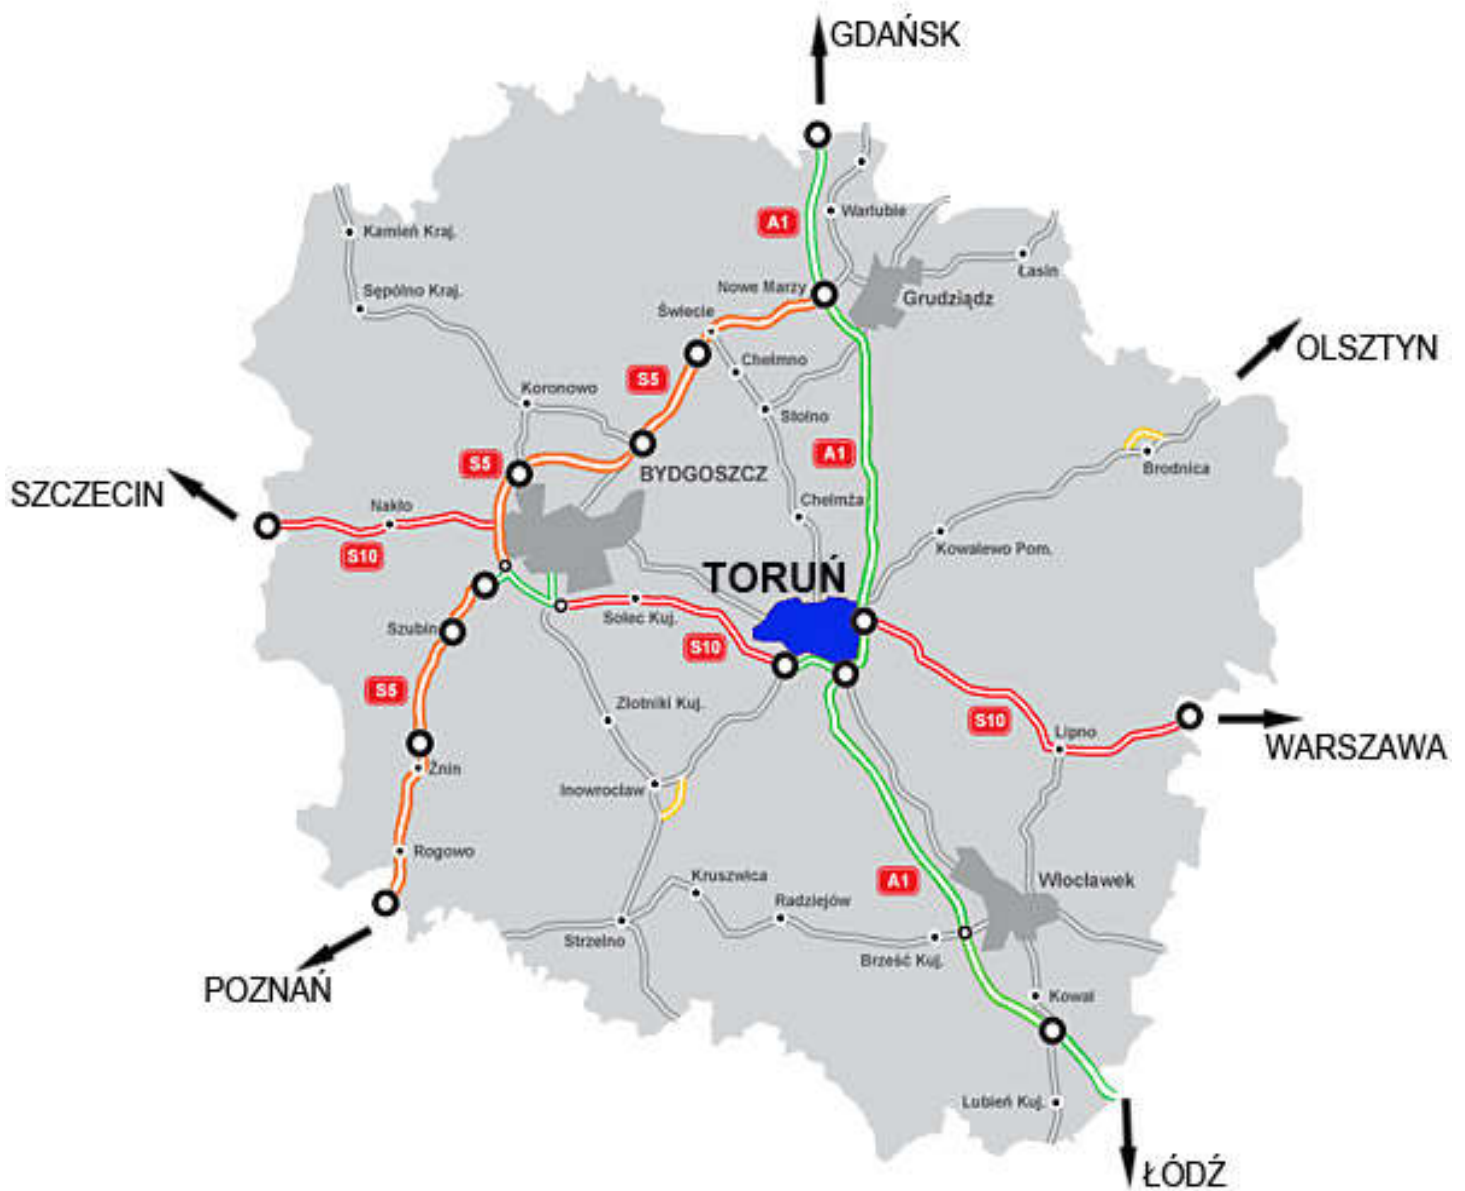 GDAŃSK
A1
Warlubie
Kamień Kraj.
Łasin
Nowe Marzy
Sępólno Kraj.
Grudziądz
Świecie
OLSZTYN
Chełmno
S5
Koronowo
Stolno
A1
S5
BYDGOSZCZ
Brodnica
SZCZECIN
Nakło
Chełmża
S10
Kowalewo Pom.
TORUŃ
Solec Kuj.
Szubin
S10
S5
Złotniki Kuj.
S10
Lipno
WARSZAWA
Żnin
Inowrocław
Rogowo
Kruszwica
A1
Włocławek
Radziejów
Strzelno
Brześć Kuj.
POZNAŃ
Kowal
Lubień Kuj.
ŁÓDŹ